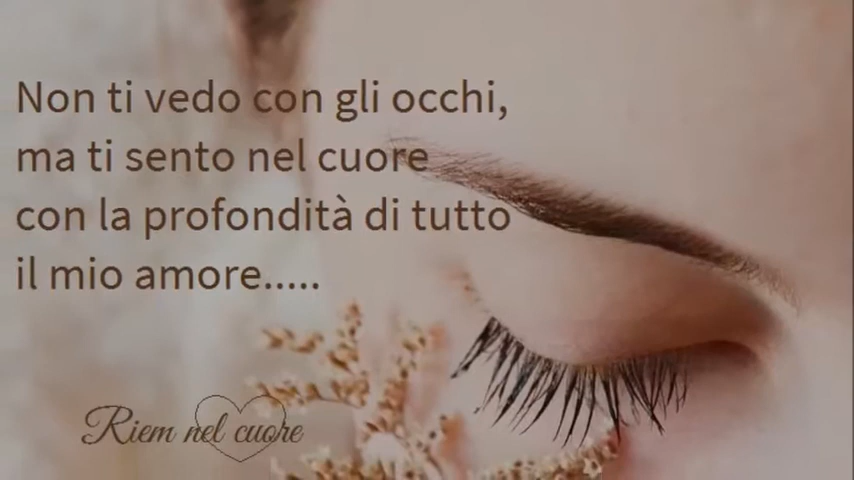 Non ti vedo con gli occhi,
ma ti sento nel cuore
con la profondità di tutto
il mio amore.....
Riem nel cuore